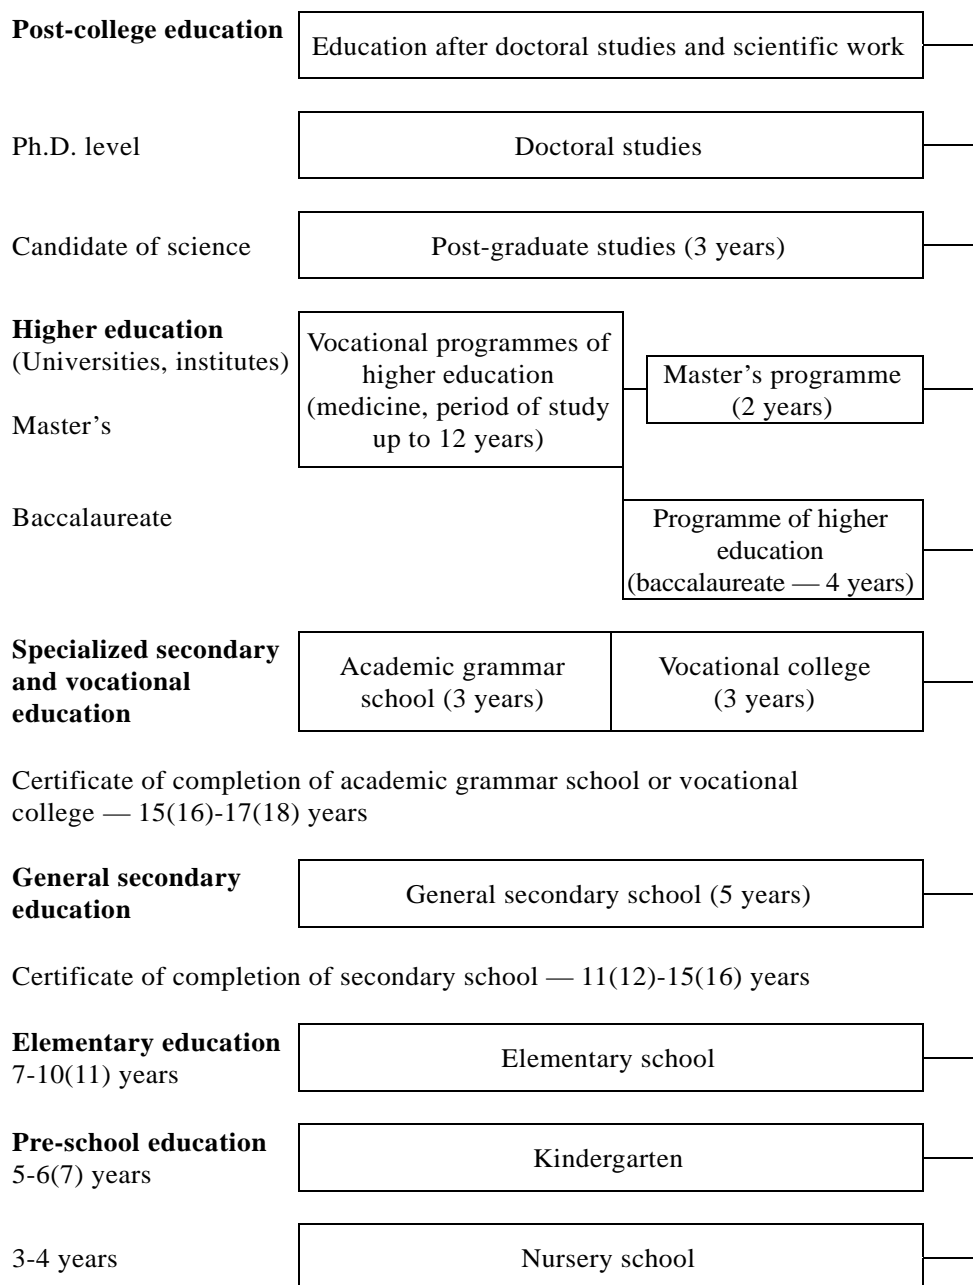 Post-college education
Education after doctoral studies and scientific work
Ph.D. level
Doctoral studies
Candidate of science
Post-graduate studies (3 years)
Higher education
(Universities, institutes)
Master's
Vocational programmes of
higher education
(medicine, period of study
up to 12 years)
Master's programme
(2 years)
Baccalaureate
Programme of higher
education
(baccalaureate — 4 years)
Specialized secondary
and vocational
education
Academic grammar
school (3 years)
Vocational college
(3 years)
Certificate of completion of academic grammar school or vocational
college — 15(16)-17(18) years
General secondary
education
General secondary school (5 years)
Certificate of completion of secondary school — 11(12)-15(16) years
Elementary education
7-10(11) years
Elementary school
Pre-school education
5-6(7) years
Kindergarten
3-4 years
Nursery school